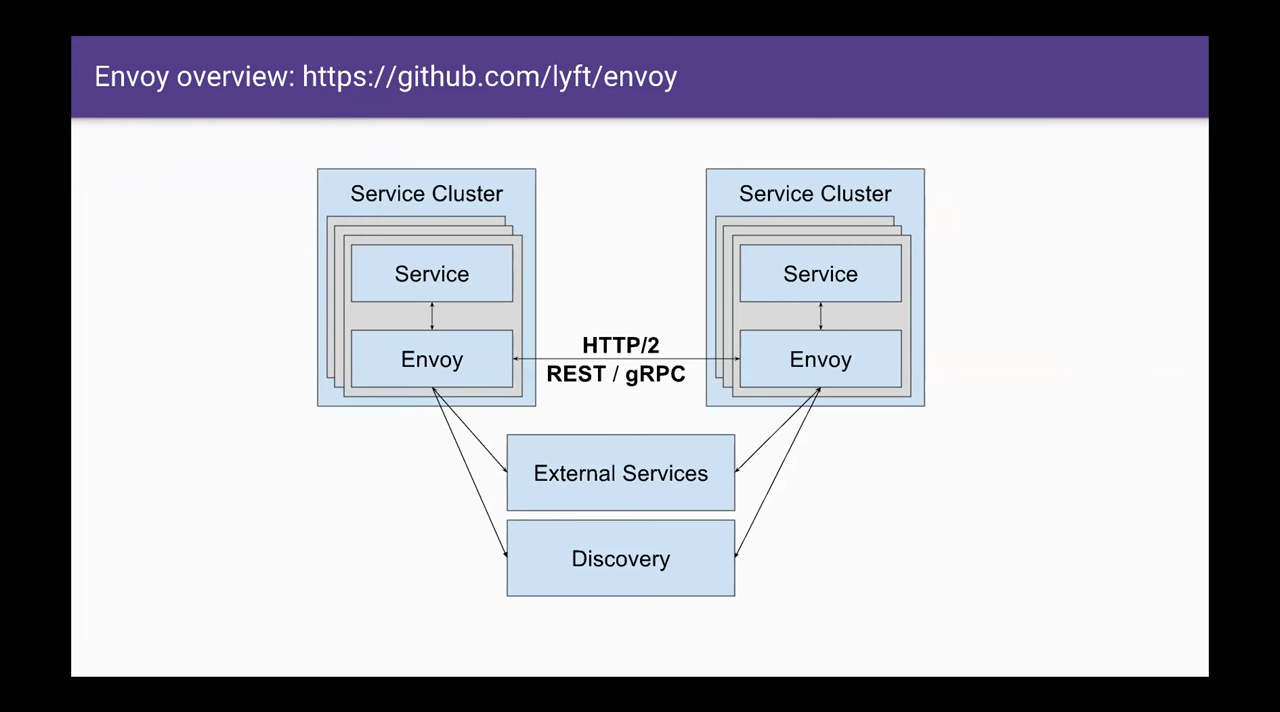 Envoy overview: https://github.com/lyft/envoy
Service Cluster
Service
Envoy
HTTP/2
REST / gRPC
Service Cluster
Service
Envoy
External Services
Discovery